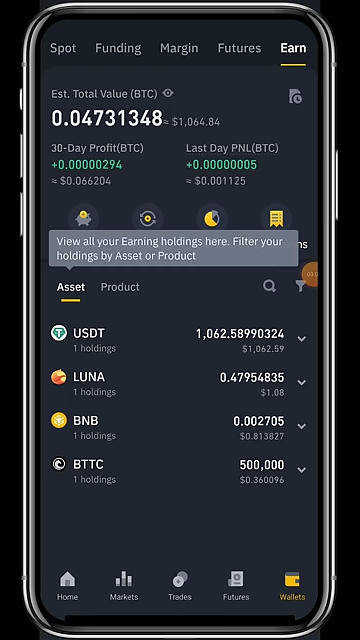 Spot Funding Margin Futures Earn
Est. Total Value (BTC)
0.04731348 ≈ $1,064.84
30-Day Profit(BTC) Last Day PNL(BTC)
+0.00000294 +0.00000005
≈ $0.066204 ≈ $0.001125
View all your Earning holdings here. Filter your
holdings by Asset or Product
Asset Product
USDT 1,062.58990324
1 holdings $1,062.59
LUNA 0.47954835
1 holdings $1.08
BNB 0.002705
1 holdings $0.813827
BTTC 500,000
1 holdings $0.360096
Home Markets Trades Futures Wallets